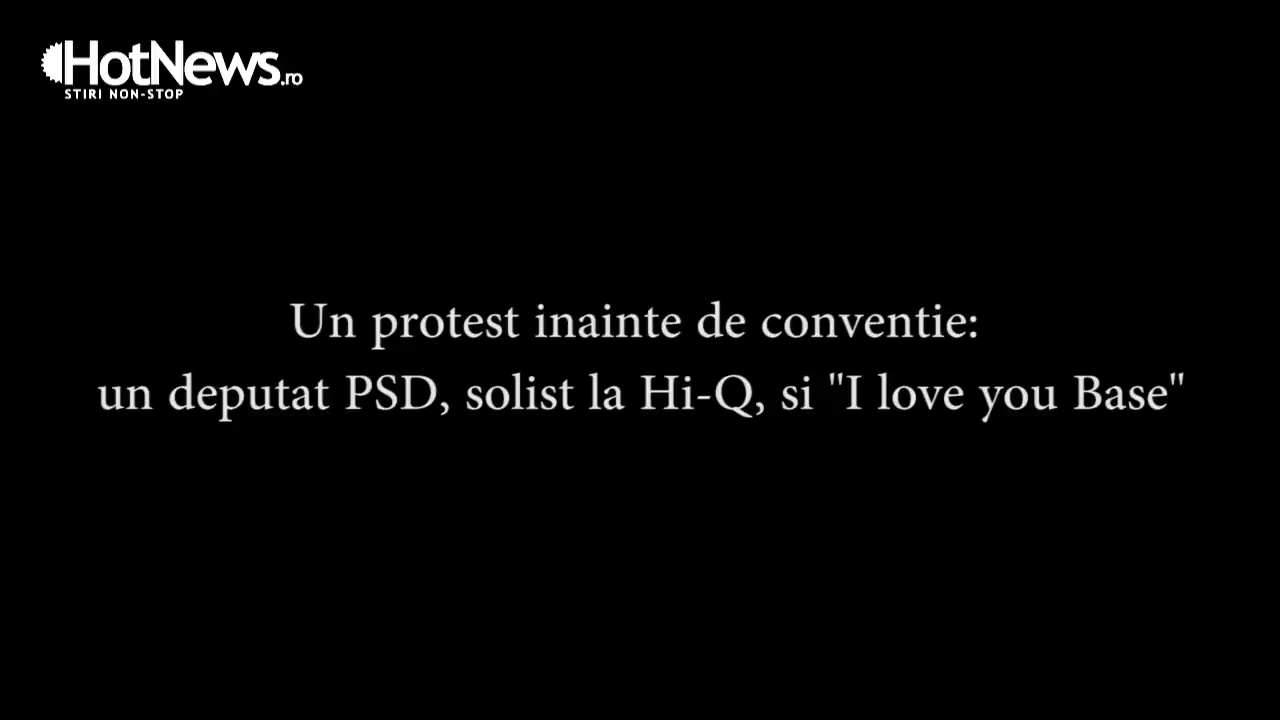 HotNews.ro
STIRI NON-STOP
Un protest inainte de conventie:
un deputat PSD, solist la Hi-Q, si "I love you Base"